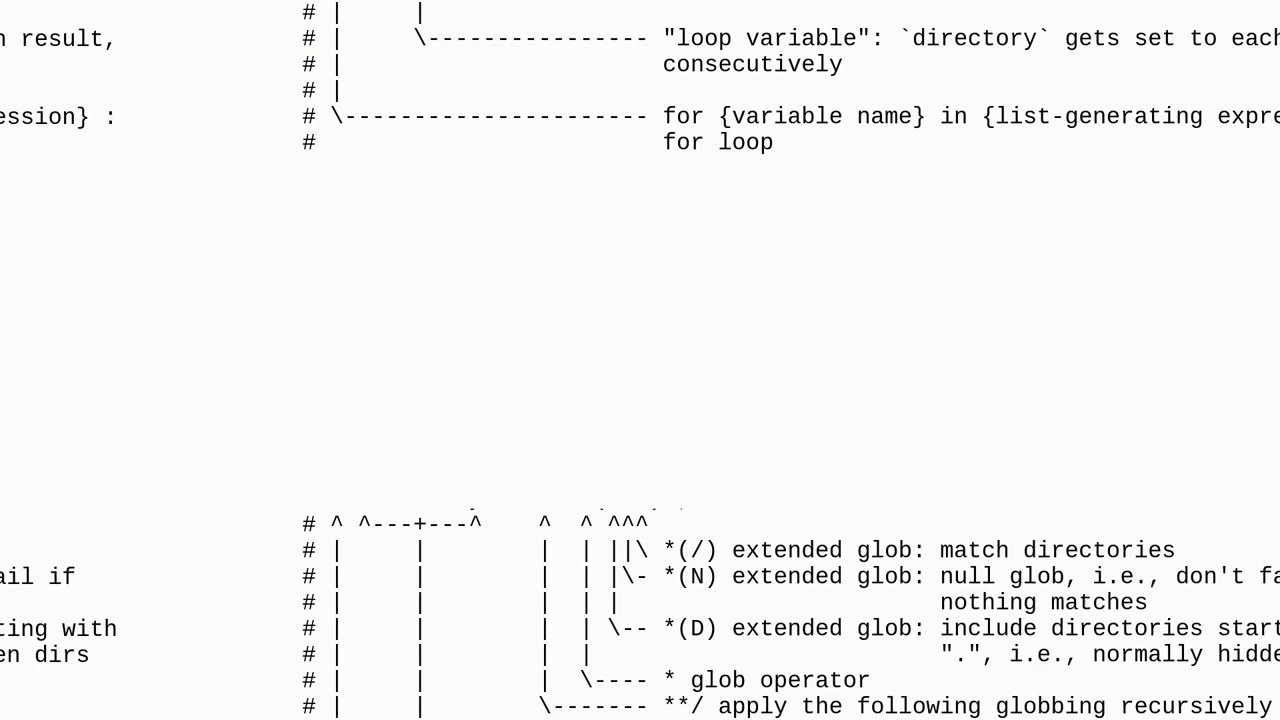 # |     |
n result,             # |     \---------------- "loop variable": `directory` gets set to each
# |                       consecutively
# |
ession} :             # \---------------------- for {variable name} in {list-generating expre
#                         for loop
# ^ ^---+---^    ^  ^ ^^^
# |     |        |  | ||\ *(/) extended glob: match directories
ail if                # |     |        |  | |\- *(N) extended glob: null glob, i.e., don't fa
# |     |        |  | |                       nothing matches
ting with             # |     |        |  | \-- *(D) extended glob: include directories start
en dirs               # |     |        |  |                         ".", i.e., normally hidde
# |     |        |  \---- * glob operator
# |     |        \------- **/ apply the following globbing recursively